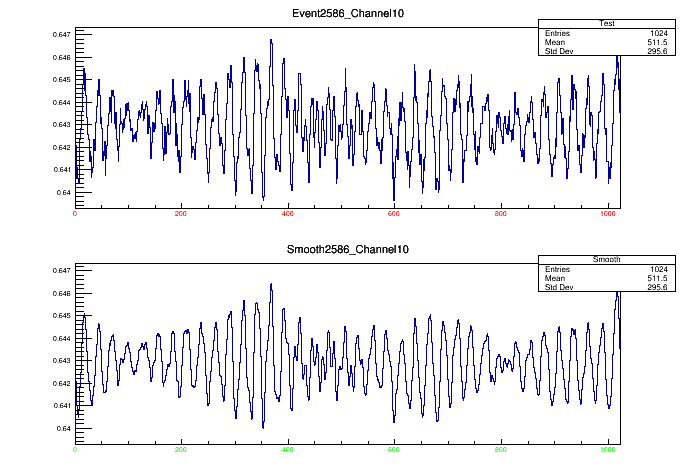 Event2586_Channel10
Test
Entries 1024
Mean 511.5
Std Dev 295.6
0.647
0.646
0.645
0.644
0.643
0.642
0.641
0.64
0 200 400 600 800 1000
Smooth2586_Channel10
Smooth
Entries 1024
Mean 511.5
Std Dev 295.6
0.647
0.646
0.645
0.644
0.643
0.642
0.641
0.64
0 200 400 600 800 1000